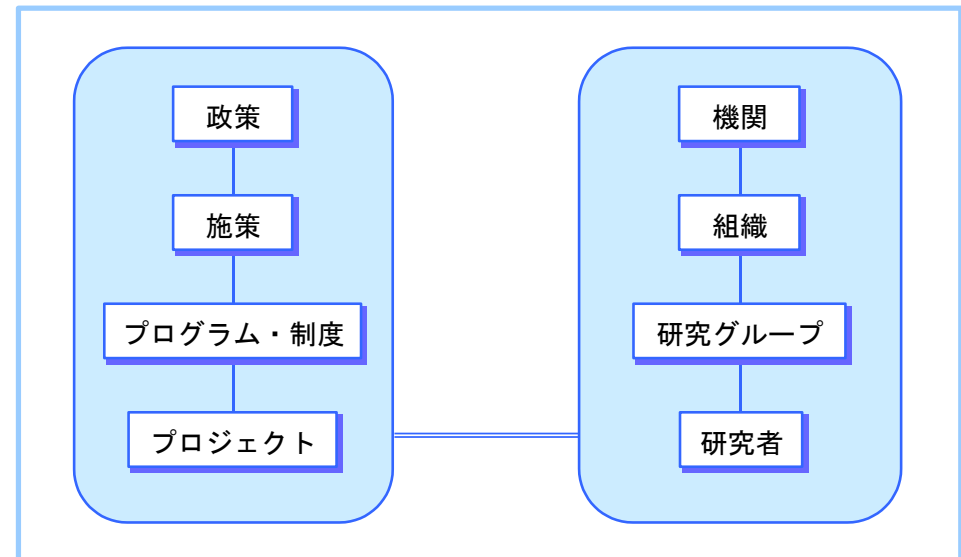 政策
施策
プログラム・制度
プロジェクト
機関
組織
研究グループ
研究者